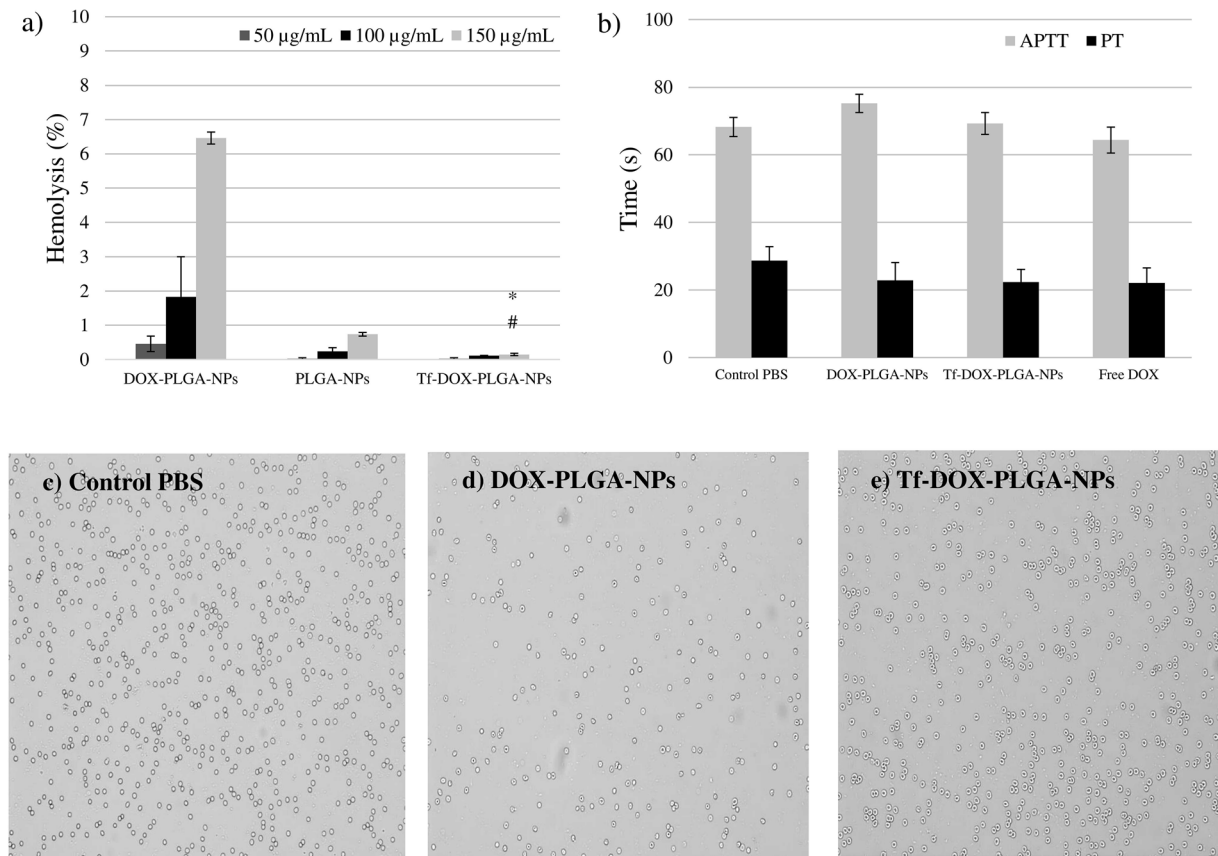 a)
10
9
8
7
6
5
4
3
2
1
0
Hemolysis (%)
50 µg/mL 100 µg/mL 150 µg/mL
*
#
DOX-PLGA-NPs PLGA-NPs Tf-DOX-PLGA-NPs
b)
100
80
60
40
20
0
Time (s)
APTT PT
Control PBS DOX-PLGA-NPs Tf-DOX-PLGA-NPs Free DOX
c) Control PBS
d) DOX-PLGA-NPs
e) Tf-DOX-PLGA-NPs